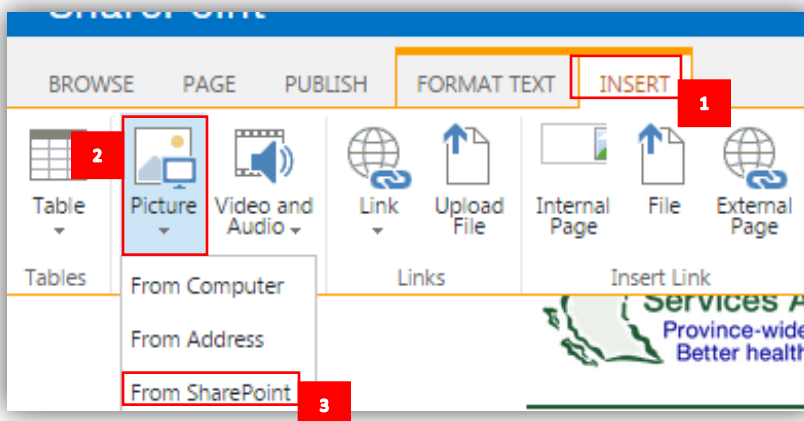 SharePoint
BROWSE PAGE PUBLISH FORMAT TEXT INSERT
1
2
Table Picture Video and Audio Link Upload File Internal Page File External Page
Tables Links Insert Link
From Computer
From Address
From SharePoint
3
Services A
Province-wide
Better health